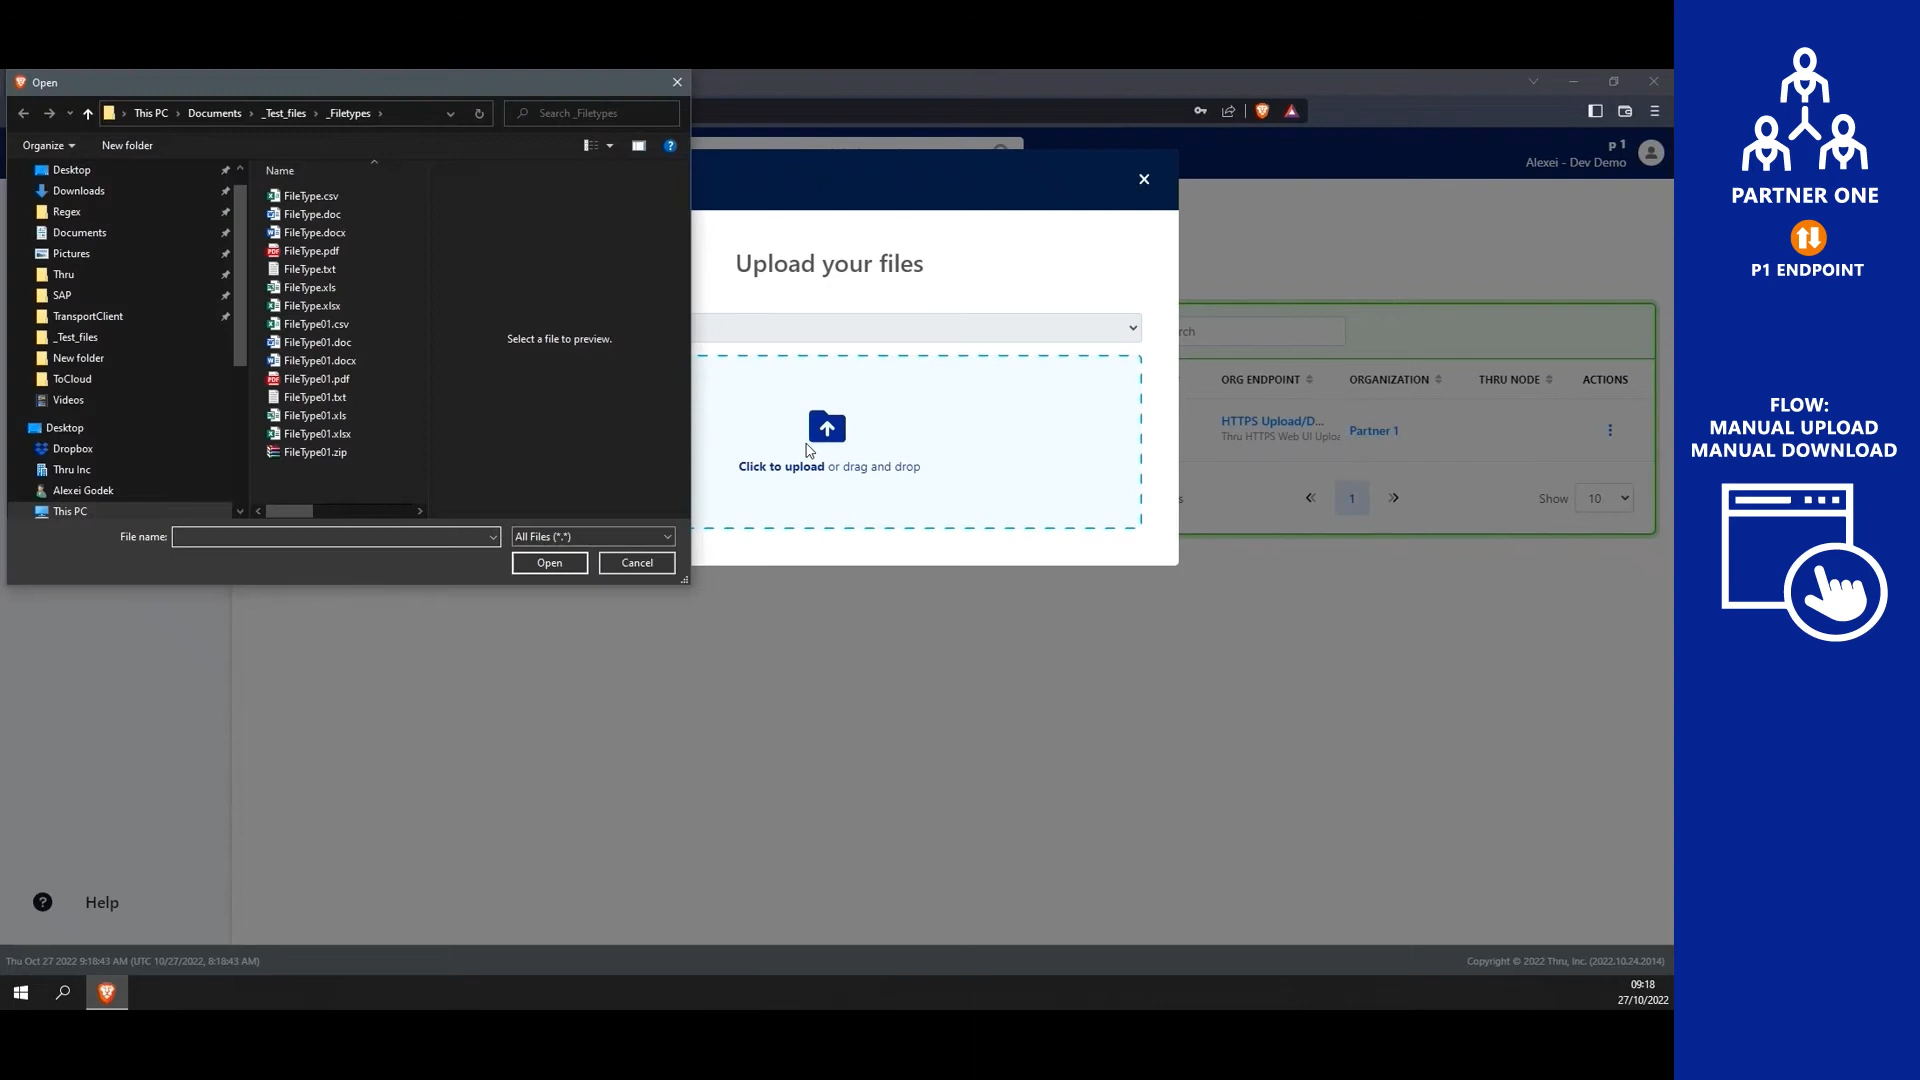 Open
This PC
Documents
_Test_files
_Filetypes
Search _Filetypes
Organize
New folder
Desktop
Downloads
Regex
Documents
Pictures
Thru
SAP
TransportClient
_Test_files
New folder
ToCloud
Videos
Desktop
Dropbox
Thru Inc
Alexei Godek
This PC
Name
FileType.csv
FileType.doc
FileType.docx
FileType.pdf
FileType.txt
FileType.xls
FileType.xlsx
FileType01.csv
FileType01.doc
FileType01.docx
FileType01.pdf
FileType01.txt
FileType01.xls
FileType01.xlsx
FileType01.zip
Select a file to preview.
File name:
All Files (*.*)
Open
Cancel
Upload your files
Click to upload or drag and drop
p 1
Alexei - Dev Demo
ORG ENDPOINT
ORGANIZATION
THRU NODE
ACTIONS
HTTPS Upload/D...
Thru HTTPS Web UI
Partner 1
1
Show
10
Help
Thu Oct 27 2022 9:18:43 AM (UTC 10/27/2022, 8:18:43 AM)
Copyright © 2022 Thru, Inc. (2022.10.24.2014)
09:18
27/10/2022
PARTNER ONE
P1 ENDPOINT
FLOW:
MANUAL UPLOAD
MANUAL DOWNLOAD